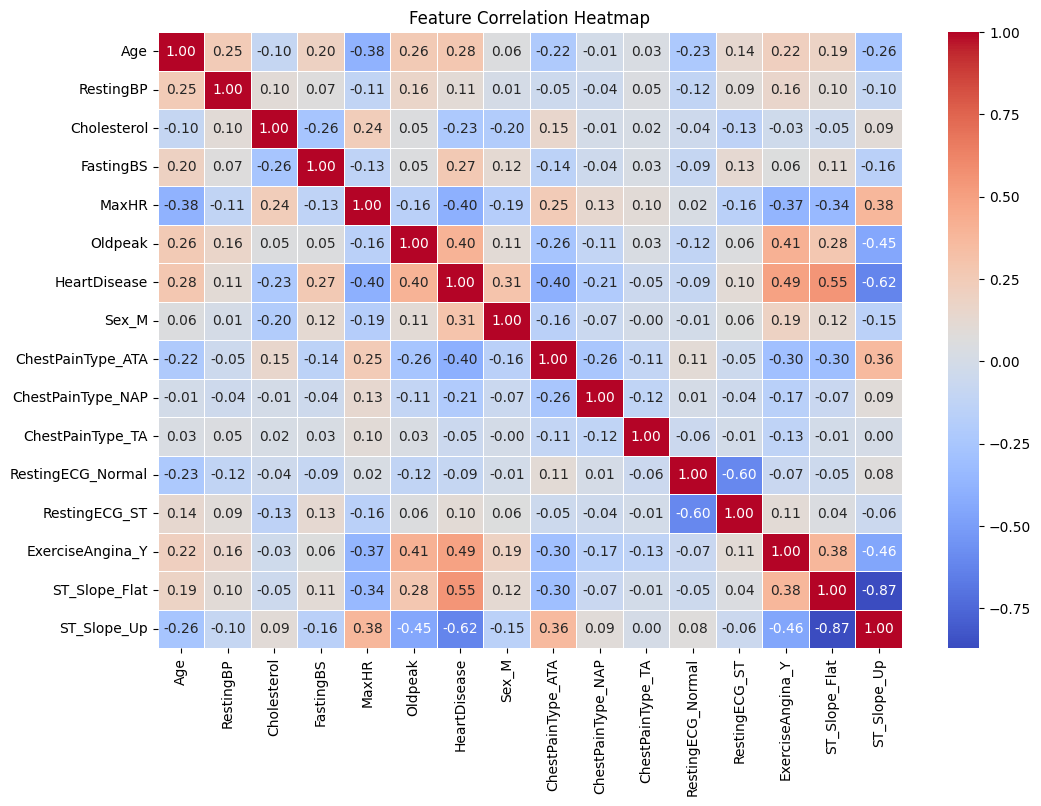 Feature Correlation Heatmap
Age 1.00 0.25 -0.10 0.20 -0.38 0.26 0.28 0.06 -0.22 -0.01 0.03 -0.23 0.14 0.22 0.19 -0.26
RestingBP 0.25 1.00 0.10 0.07 -0.11 0.16 0.11 0.01 -0.05 -0.04 0.05 -0.12 0.09 0.16 0.10 -0.10
Cholesterol -0.10 0.10 1.00 -0.26 0.24 0.05 -0.23 -0.20 0.15 -0.01 0.02 -0.04 -0.13 -0.03 -0.05 0.09
FastingBS 0.20 0.07 -0.26 1.00 -0.13 0.05 0.27 0.12 -0.14 -0.04 0.03 -0.09 0.13 0.06 0.11 -0.16
MaxHR -0.38 -0.11 0.24 -0.13 1.00 -0.16 -0.40 -0.19 0.25 0.13 0.10 0.02 -0.16 -0.37 -0.34 0.38
Oldpeak 0.26 0.16 0.05 0.05 -0.16 1.00 0.40 0.11 -0.26 -0.11 0.03 -0.12 0.06 0.41 0.28 -0.45
HeartDisease 0.28 0.11 -0.23 0.27 -0.40 0.40 1.00 0.31 -0.40 -0.21 -0.05 -0.09 0.10 0.49 0.55 -0.62
Sex_M 0.06 0.01 -0.20 0.12 -0.19 0.11 0.31 1.00 -0.16 -0.07 -0.00 -0.01 0.06 0.19 0.12 -0.15
ChestPainType_ATA -0.22 -0.05 0.15 -0.14 0.25 -0.26 -0.40 -0.16 1.00 -0.26 -0.11 0.11 -0.05 -0.30 -0.30 0.36
ChestPainType_NAP -0.01 -0.04 -0.01 -0.04 0.13 -0.11 -0.21 -0.07 -0.26 1.00 -0.12 0.01 -0.04 -0.17 -0.07 0.09
ChestPainType_TA 0.03 0.05 0.02 0.03 0.10 0.03 -0.05 -0.00 -0.11 -0.12 1.00 -0.06 -0.01 -0.13 -0.01 0.00
RestingECG_Normal -0.23 -0.12 -0.04 -0.09 0.02 -0.12 -0.09 -0.01 0.11 0.01 -0.06 1.00 -0.60 -0.07 -0.05 0.08
RestingECG_ST 0.14 0.09 -0.13 0.13 -0.16 0.06 0.10 0.06 -0.05 -0.04 -0.01 -0.60 1.00 0.11 0.04 -0.06
ExerciseAngina_Y 0.22 0.16 -0.03 0.06 -0.37 0.41 0.49 0.19 -0.30 -0.17 -0.13 -0.07 0.11 1.00 0.38 -0.46
ST_Slope_Flat 0.19 0.10 -0.05 0.11 -0.34 0.28 0.55 0.12 -0.30 -0.07 -0.01 -0.05 0.04 0.38 1.00 -0.87
ST_Slope_Up -0.26 -0.10 0.09 -0.16 0.38 -0.45 -0.62 -0.15 0.36 0.09 0.00 0.08 -0.06 -0.46 -0.87 1.00
Age
RestingBP
Cholesterol
FastingBS
MaxHR
Oldpeak
HeartDisease
Sex_M
ChestPainType_ATA
ChestPainType_NAP
ChestPainType_TA
RestingECG_Normal
RestingECG_ST
ExerciseAngina_Y
ST_Slope_Flat
ST_Slope_Up
1.00
0.75
0.50
0.25
0.00
−0.25
−0.50
−0.75